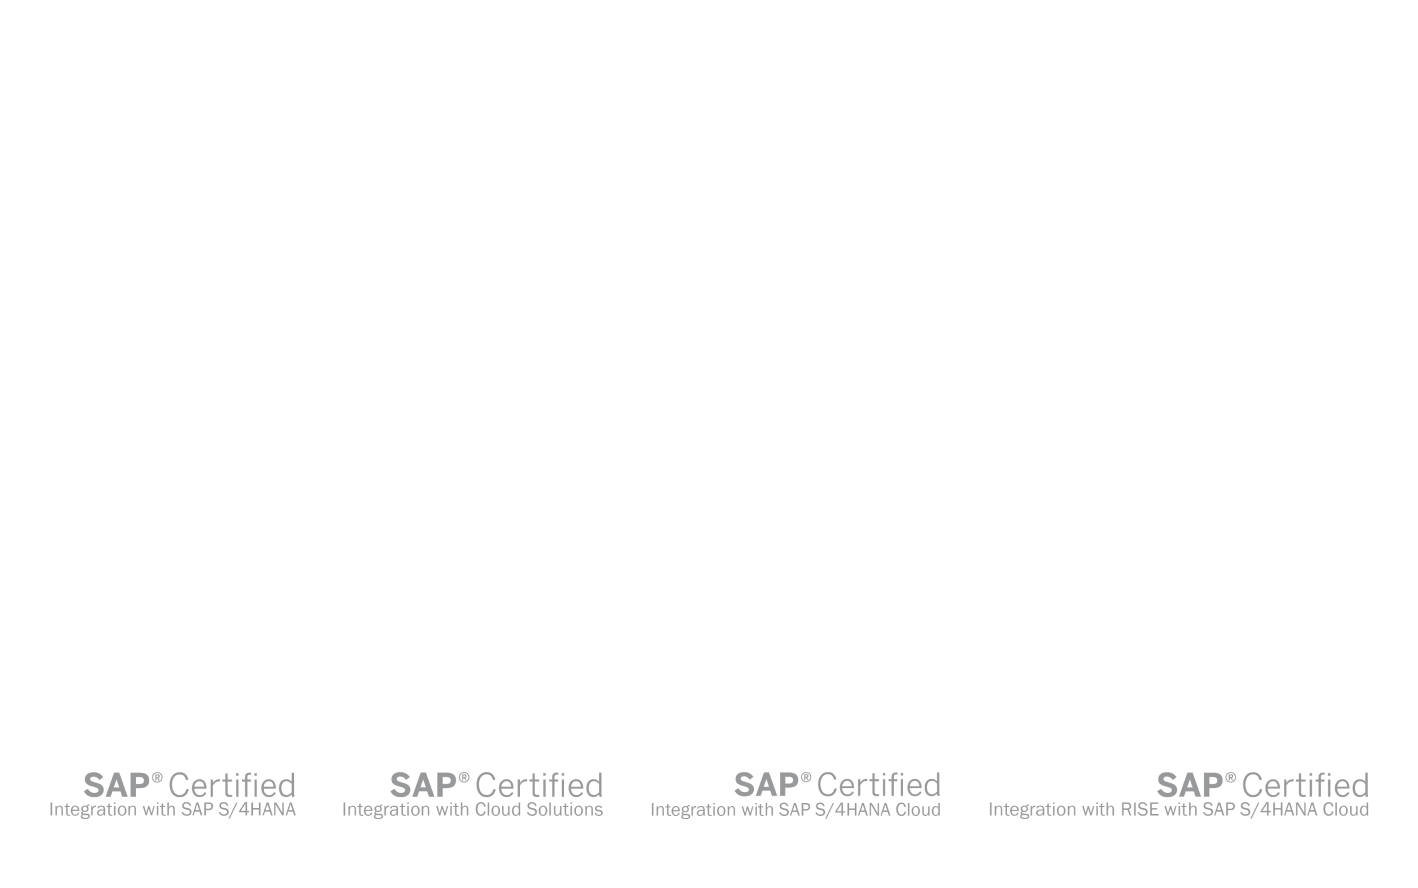 SAP® Certified
Integration with SAP S/4HANA
SAP® Certified
Integration with Cloud Solutions
SAP® Certified
Integration with SAP S/4HANA Cloud
SAP® Certified
Integration with RISE with SAP S/4HANA Cloud